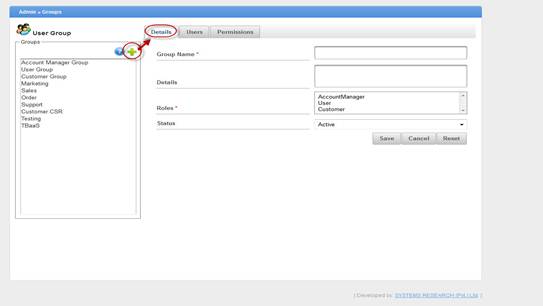 Admin » Groups
User Group
Groups
Account Manager Group
User Group
Customer Group
Marketing
Sales
Order
Support
Customer.CSR
Testing
TBaaS
Details
Users
Permissions
Group Name *
Details
Roles *
AccountManager
User
Customer
Status
Active
Save
Cancel
Reset
| Developed by: SYSTEMS RESEARCH (Pvt.) Ltd. |